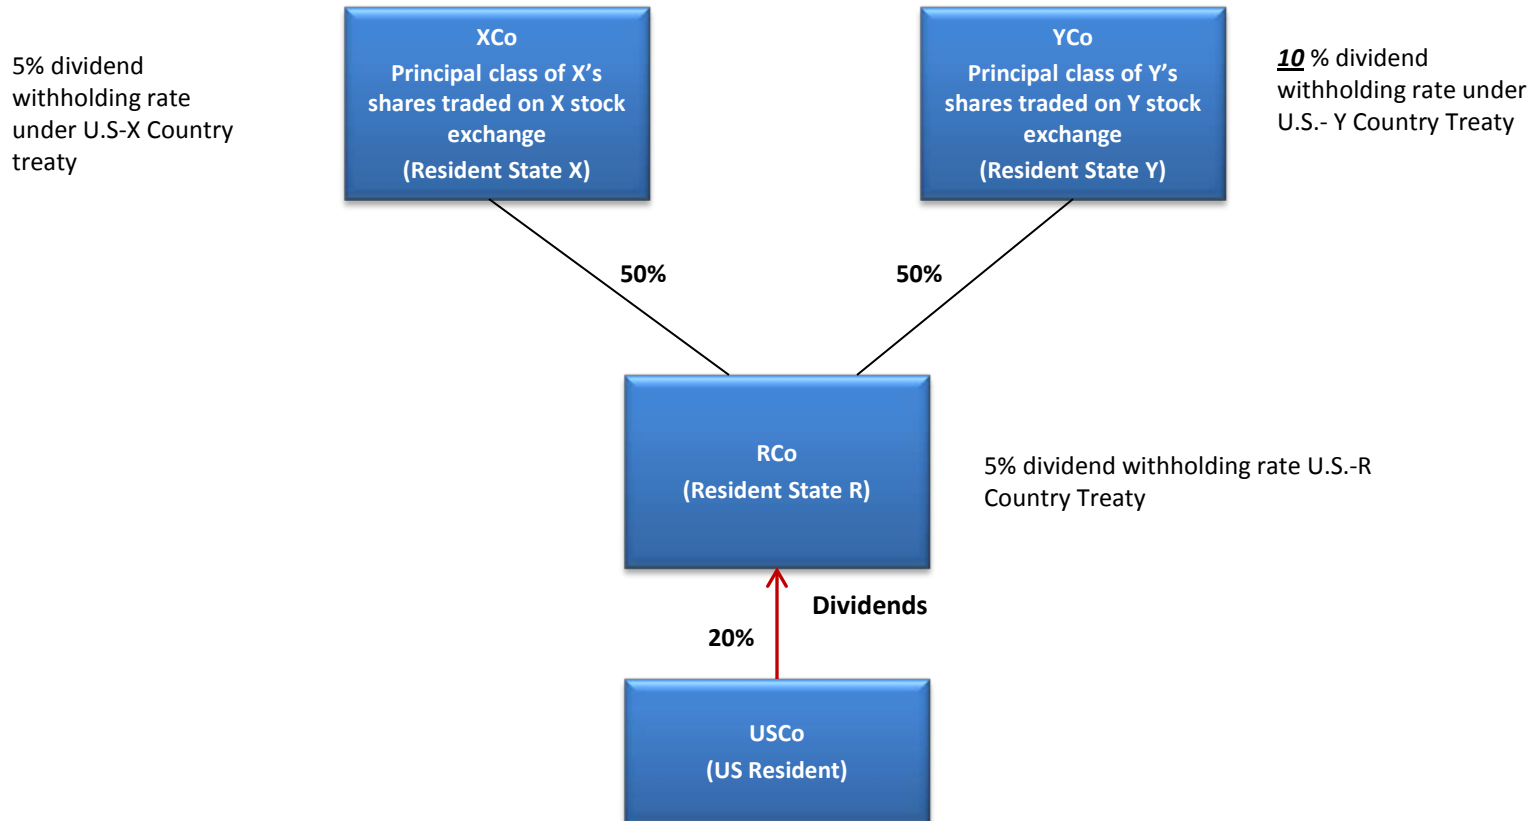 5% dividend
withholding rate
under U.S-X Country
treaty
XCo
Principal class of X’s
shares traded on X stock
exchange
(Resident State X)
YCo
Principal class of Y’s
shares traded on Y stock
exchange
(Resident State Y)
10 % dividend
withholding rate under
U.S.- Y Country Treaty
50%
50%
RCo
(Resident State R)
5% dividend withholding rate U.S.-R
Country Treaty
Dividends
20%
USCo
(US Resident)